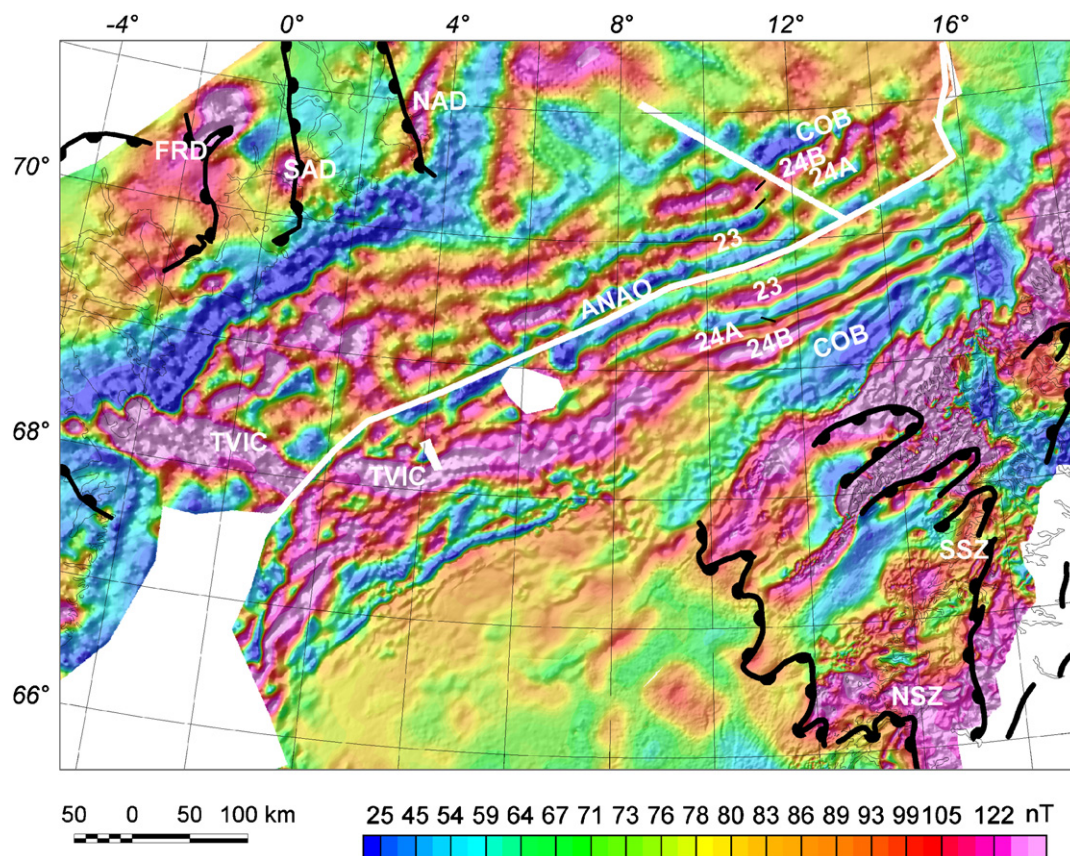 -4° 0° 4° 8° 12° 16°
70°
68°
66°
NAD
FRD
SAD
COB
24B
24A
23
ANAO
23
24A
24B
COB
TVIC
TVIC
SSZ
NSZ
50 0 50 100 km
25 45 54 59 64 67 71 73 76 78 80 83 86 89 93 99 105 122 nT